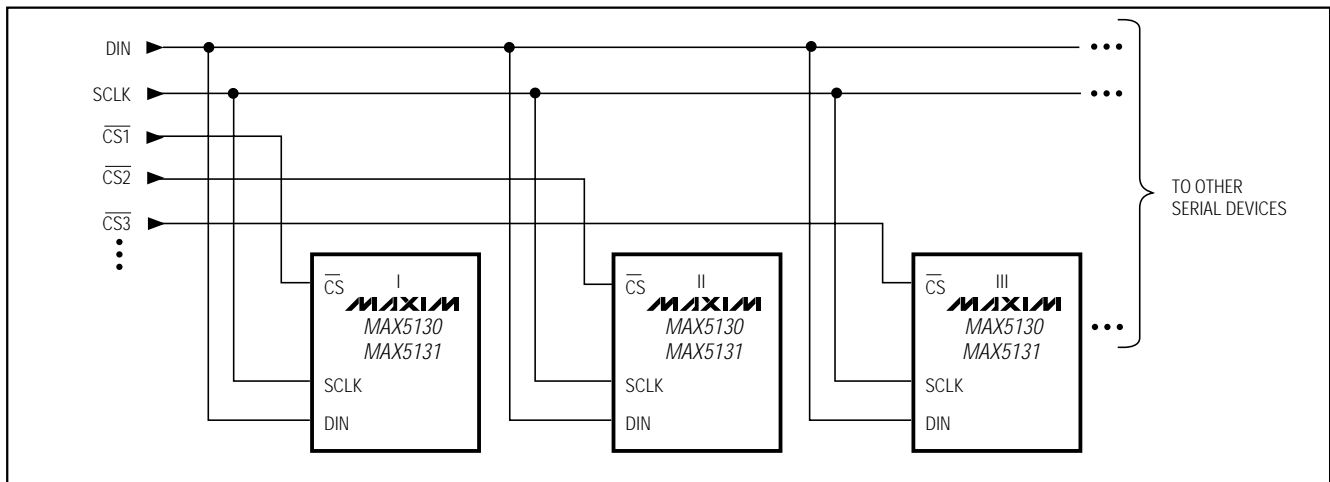 DIN
SCLK
CS1
CS2
CS3
TO OTHER
SERIAL DEVICES
CS
I
MAXIM
MAX5130
MAX5131
SCLK
DIN
CS
II
MAXIM
MAX5130
MAX5131
SCLK
DIN
CS
III
MAXIM
MAX5130
MAX5131
SCLK
DIN